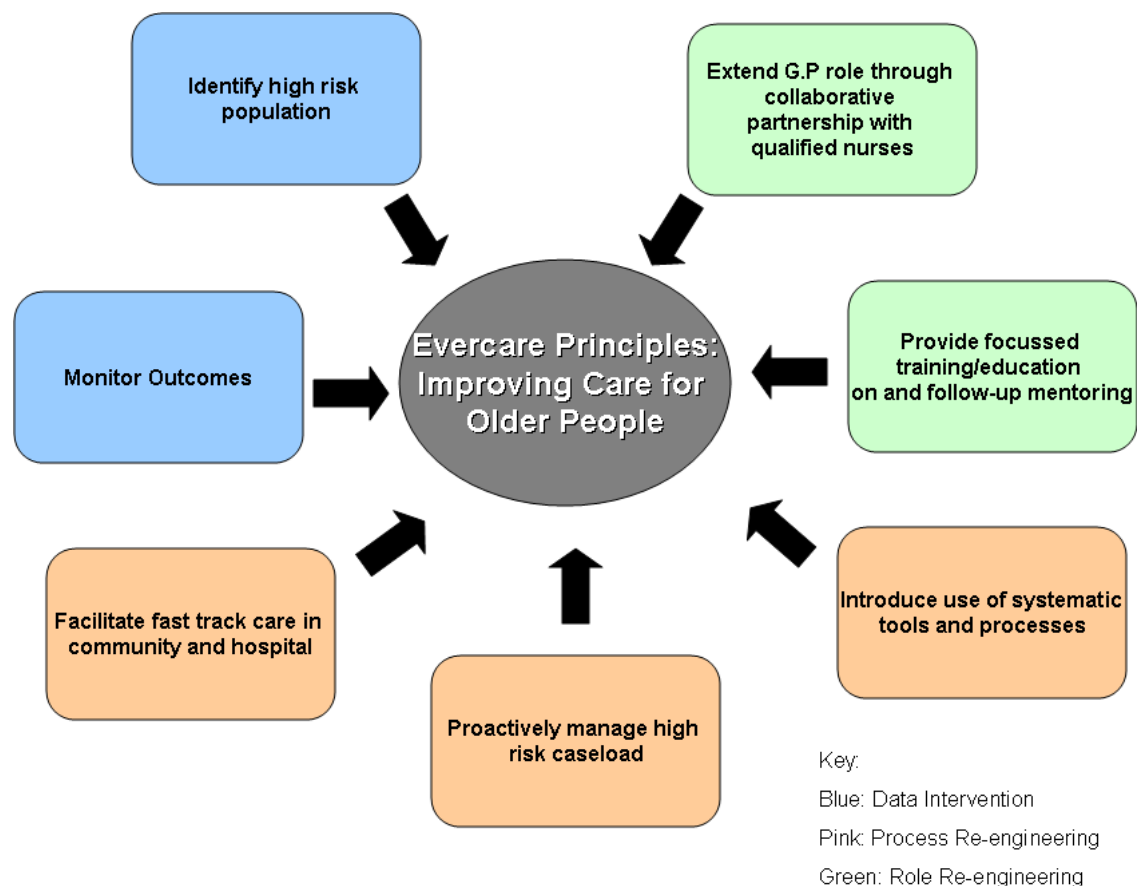 Identify high risk
population
Extend G.P role through
collaborative
partnership with
qualified nurses
Evercare Principles:
Improving Care for
Older People
Monitor Outcomes
Provide focussed
training/education
on and follow-up mentoring
Facilitate fast track care in
community and hospital
Proactively manage high
risk caseload
Introduce use of systematic
tools and processes
Key:
Blue: Data Intervention
Pink: Process Re-engineering
Green: Role Re-engineering